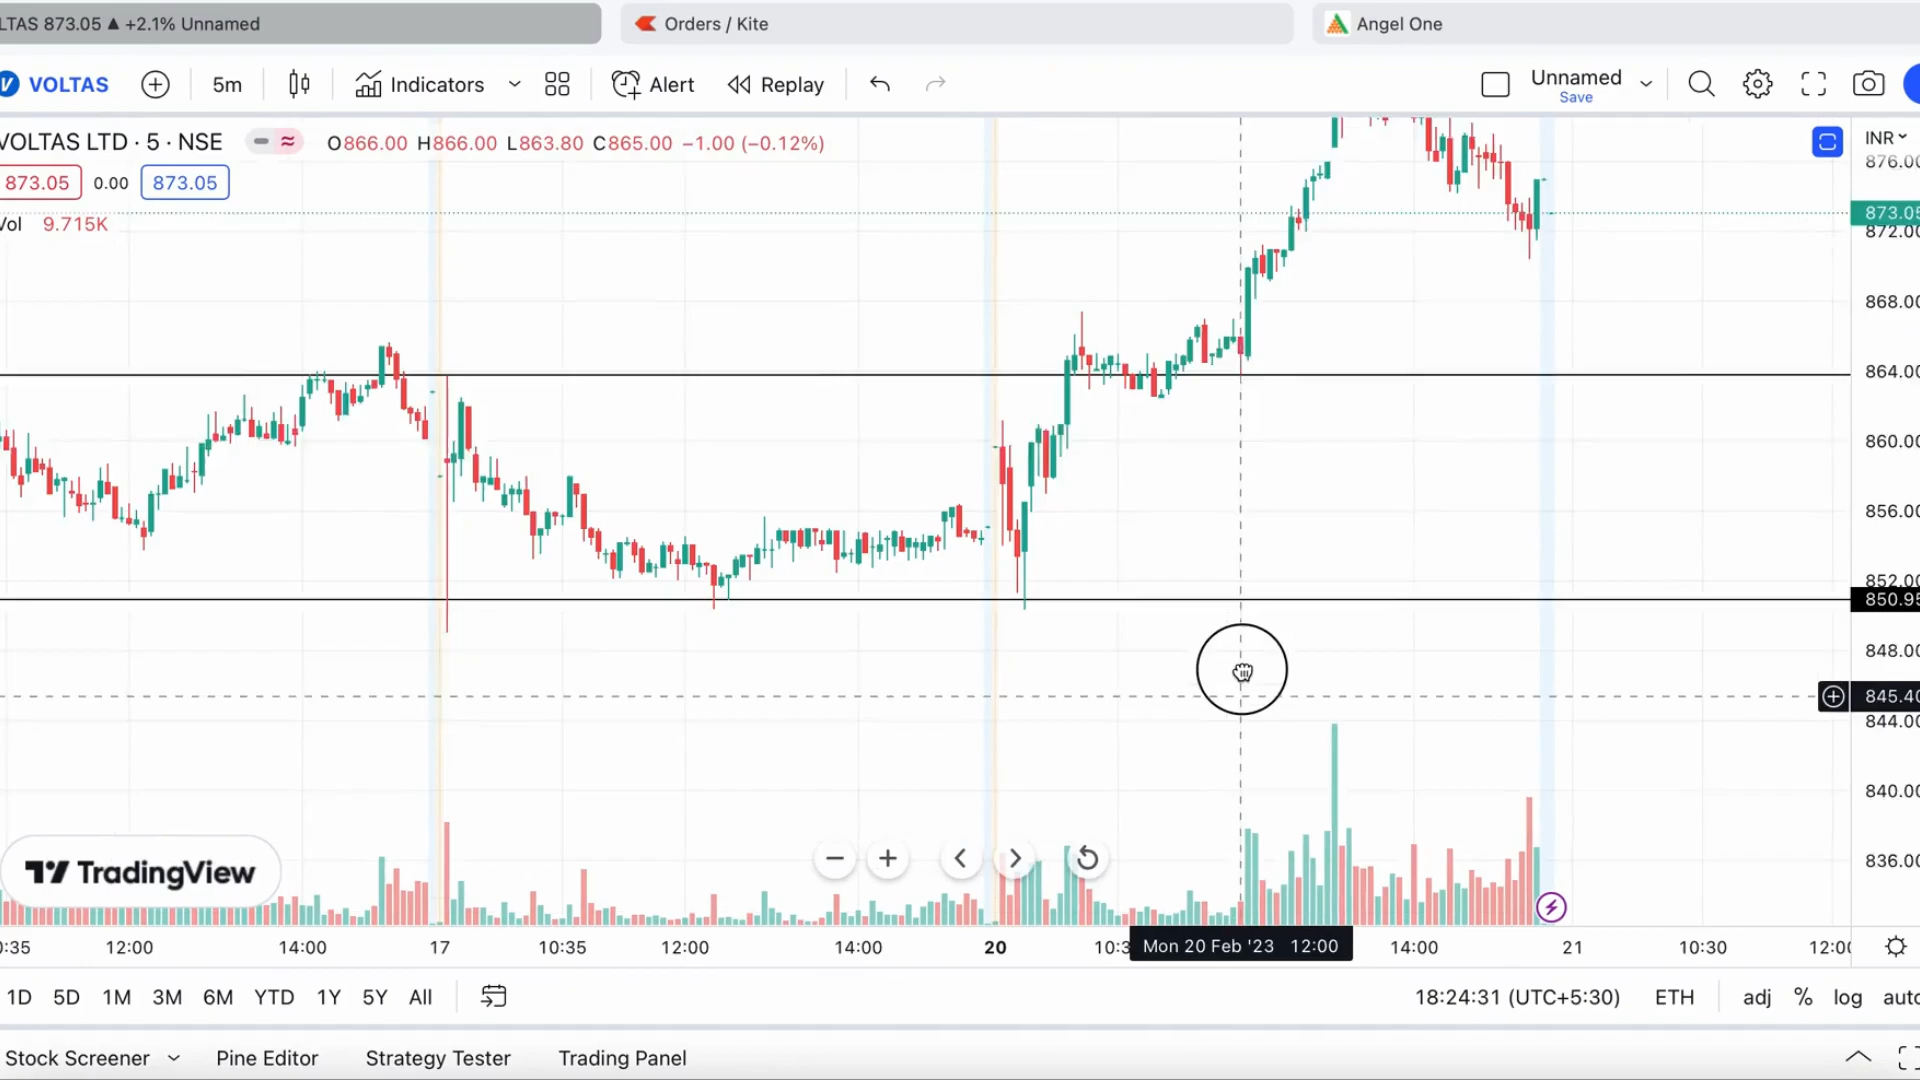 LTAS 873.05 ▲ +2.1% Unnamed
Orders / Kite
Angel One
VOLTAS
5m
Indicators
Alert
Replay
Unnamed
Save
VOLTAS LTD · 5 · NSE
O866.00 H866.00 L863.80 C865.00 −1.00 (−0.12%)
INR
873.05 0.00 873.05
Vol 9.715K
876.00
873.05
872.00
868.00
864.00
860.00
856.00
852.00
850.95
848.00
845.40
844.00
840.00
836.00
TradingView
0:35 12:00 14:00 17 10:35 12:00 14:00 20 10:3 Mon 20 Feb '23 12:00 14:00 21 10:30 12:00
1D 5D 1M 3M 6M YTD 1Y 5Y All
18:24:31 (UTC+5:30) ETH adj % log auto
Stock Screener Pine Editor Strategy Tester Trading Panel